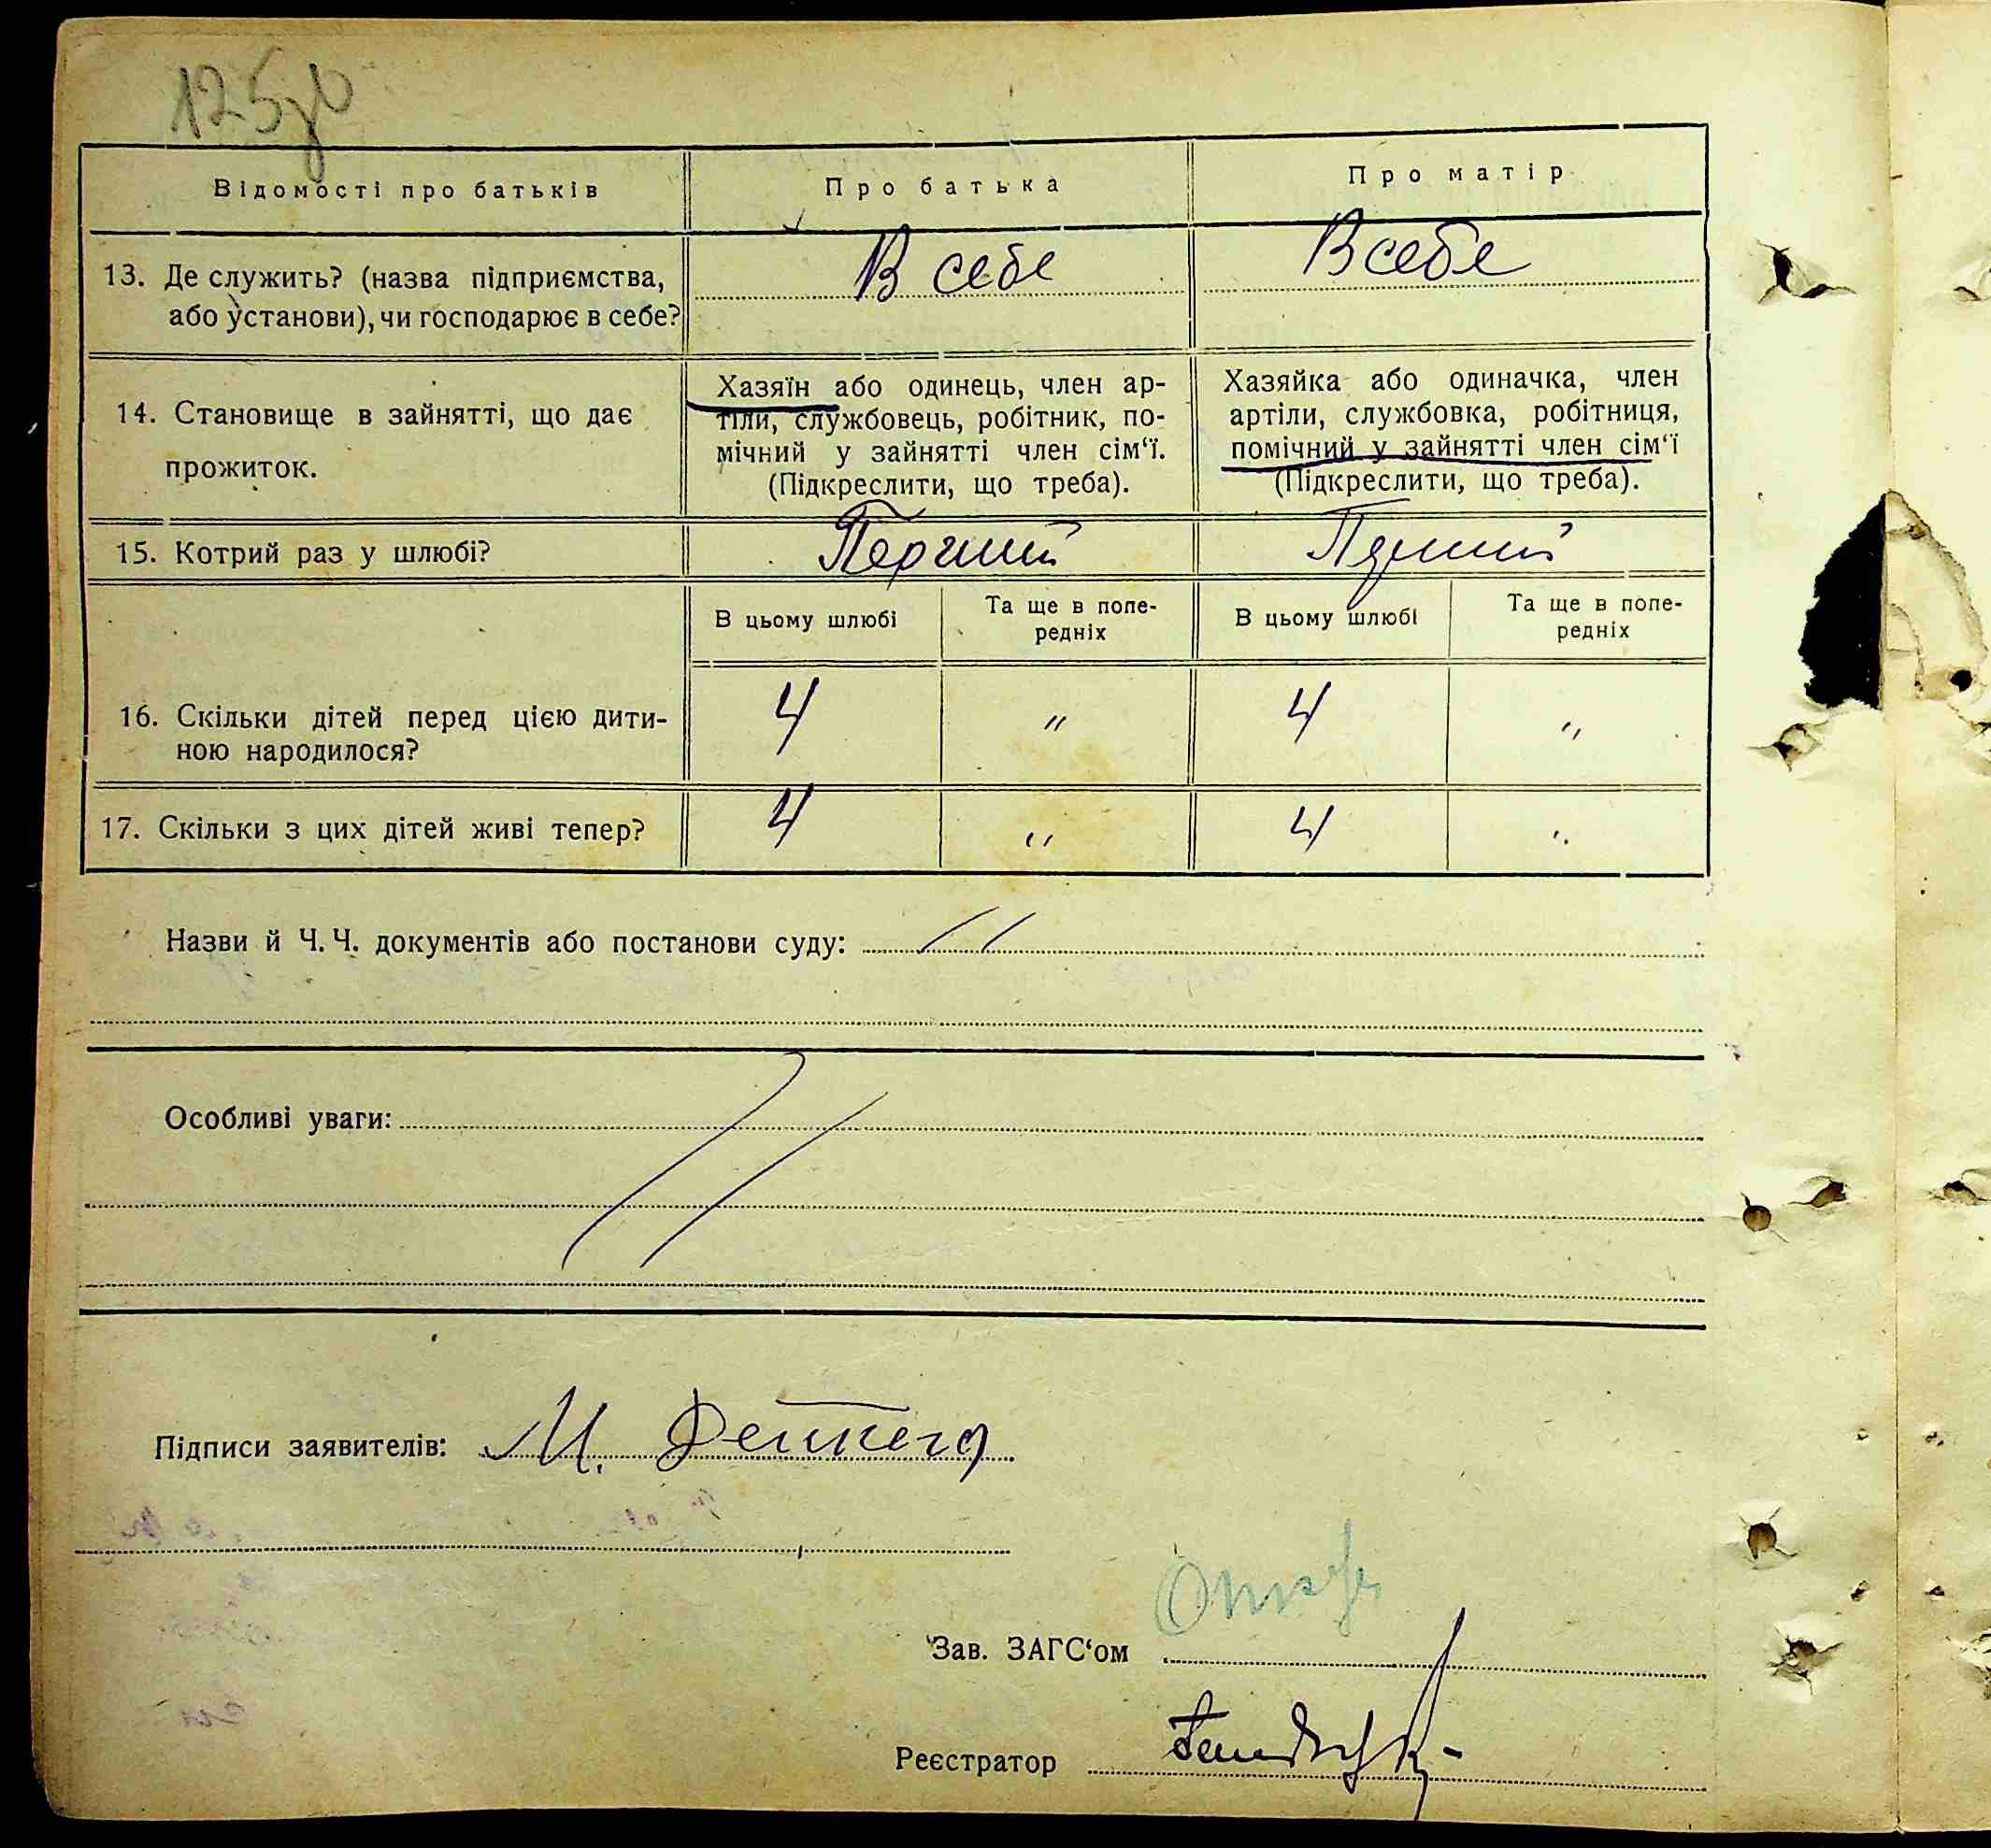 125зв
Відомості про батьків
Про батька
Про матір
13. Де служить? (назва підприємства,
або установи), чи господарює в себе?
В себе
В себе
14. Становище в зайнятті, що дає
прожиток.
Хазяїн або одинець, член ар-
тіли, службовець, робітник, по-
мічний у зайнятті член сім‘ї.
(Підкреслити, що треба).
Хазяйка або одиначка, член
артіли, службовка, робітниця,
помічний у зайнятті член сім‘ї
(Підкреслити, що треба).
15. Котрий раз у шлюбі?
Перший
Перший
В цьому шлюбі
Та ще в попе-
редніх
В цьому шлюбі
Та ще в попе-
редніх
16. Скільки дітей перед цією дити-
ною народилося?
4
"
4
"
17. Скільки з цих дітей живі тепер?
4
"
4
"
Назви й Ч.Ч. документів або постанови суду:
Особливі уваги:
Підписи заявителів: М.
Зав. ЗАГС‘ом
Реєстратор